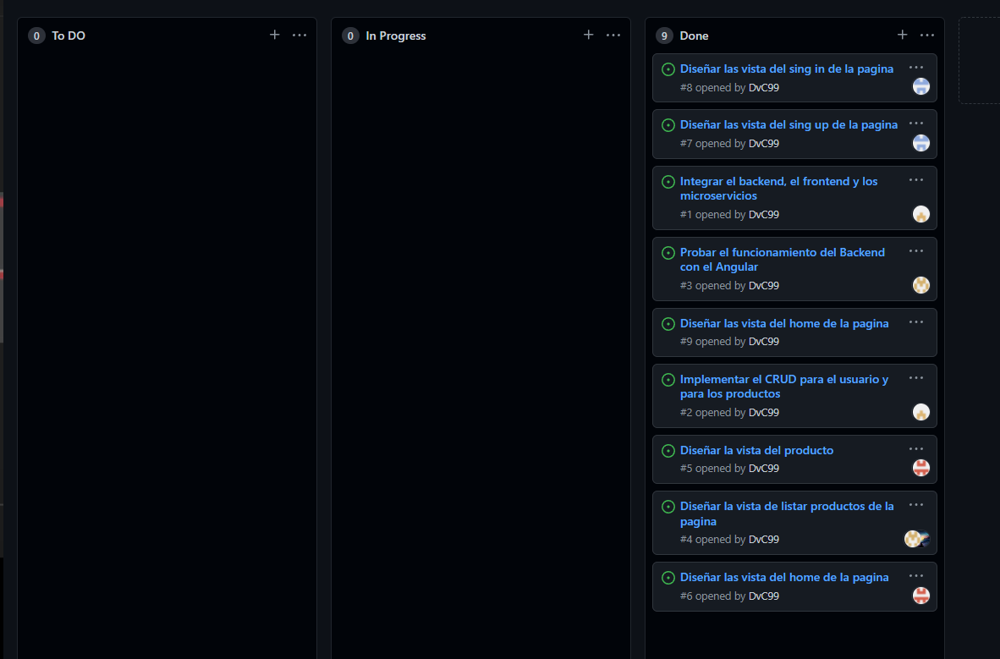 0 To DO
0 In Progress
9 Done
Diseñar las vista del sing in de la pagina
#8 opened by DvC99
Diseñar las vista del sing up de la pagina
#7 opened by DvC99
Integrar el backend, el frontend y los
microservicios
#1 opened by DvC99
Probar el funcionamiento del Backend
con el Angular
#3 opened by DvC99
Diseñar las vista del home de la pagina
#9 opened by DvC99
Implementar el CRUD para el usuario y
para los productos
#2 opened by DvC99
Diseñar la vista del producto
#5 opened by DvC99
Diseñar la vista de listar productos de la
pagina
#4 opened by DvC99
Diseñar las vista del home de la pagina
#6 opened by DvC99